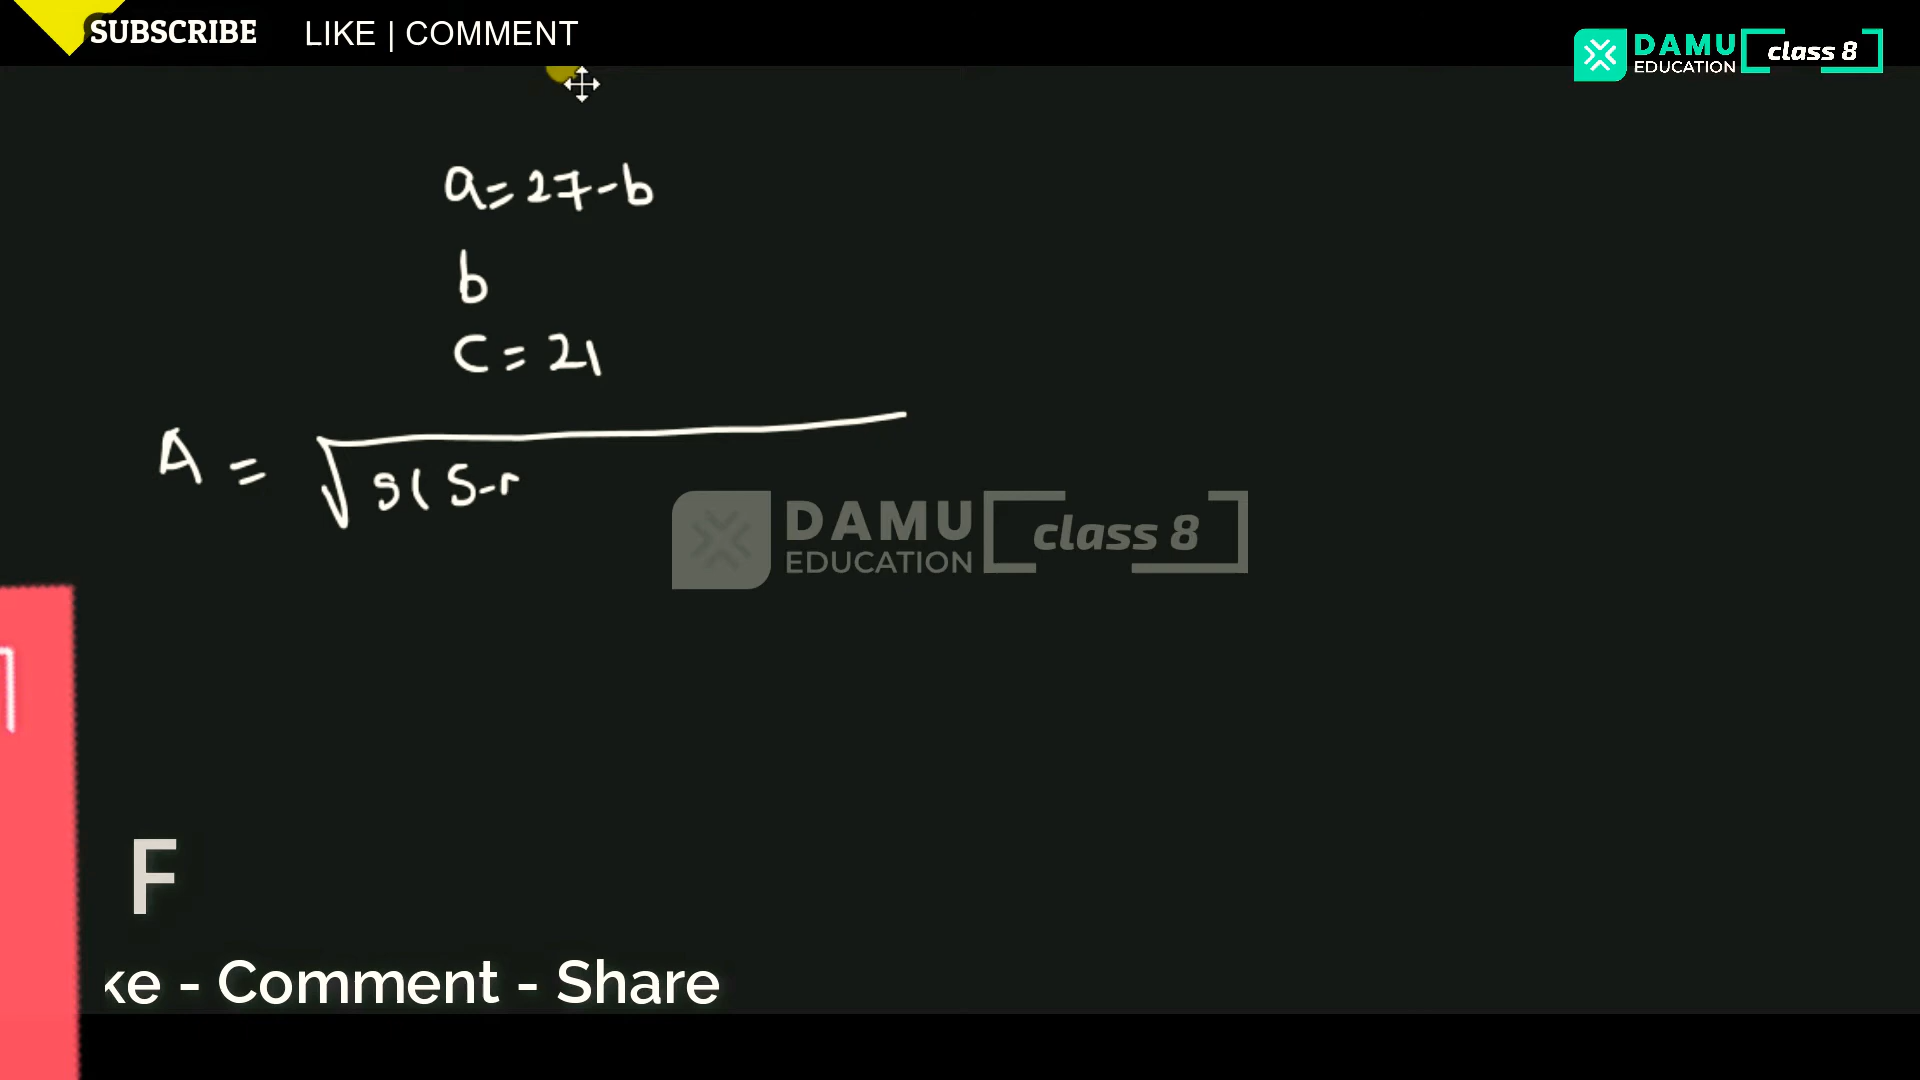 SUBSCRIBE LIKE | COMMENT
DAMU EDUCATION class 8
a = 27 - b
b
c = 21
A = √ s( S-
DAMU EDUCATION class 8
F
ke - Comment - Share